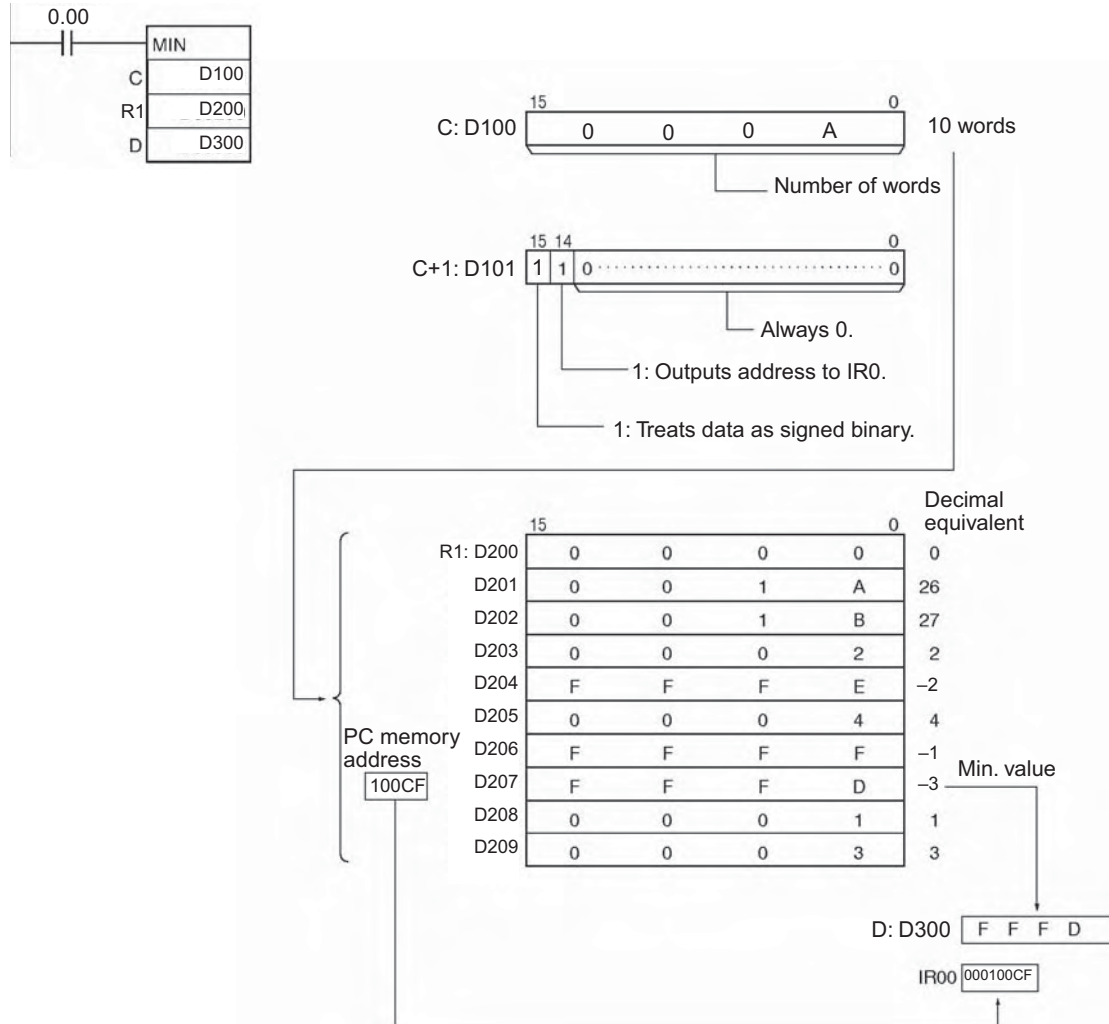 0.00
MIN
C D100
R1 D200
D D300
15 0
C: D100 0 0 0 A 10 words
Number of words
15 14 0
C+1: D101 1 1 0 0
Always 0.
1: Outputs address to IR0.
1: Treats data as signed binary.
Decimal
equivalent
15 0
R1: D200 0 0 0 0 0
D201 0 0 1 A 26
D202 0 0 1 B 27
D203 0 0 0 2 2
D204 F F F E –2
D205 0 0 0 4 4
D206 F F F F –1
D207 F F F D –3
D208 0 0 0 1 1
D209 0 0 0 3 3
PC memory
address
100CF
Min. value
D: D300 F F F D
IR00 000100CF